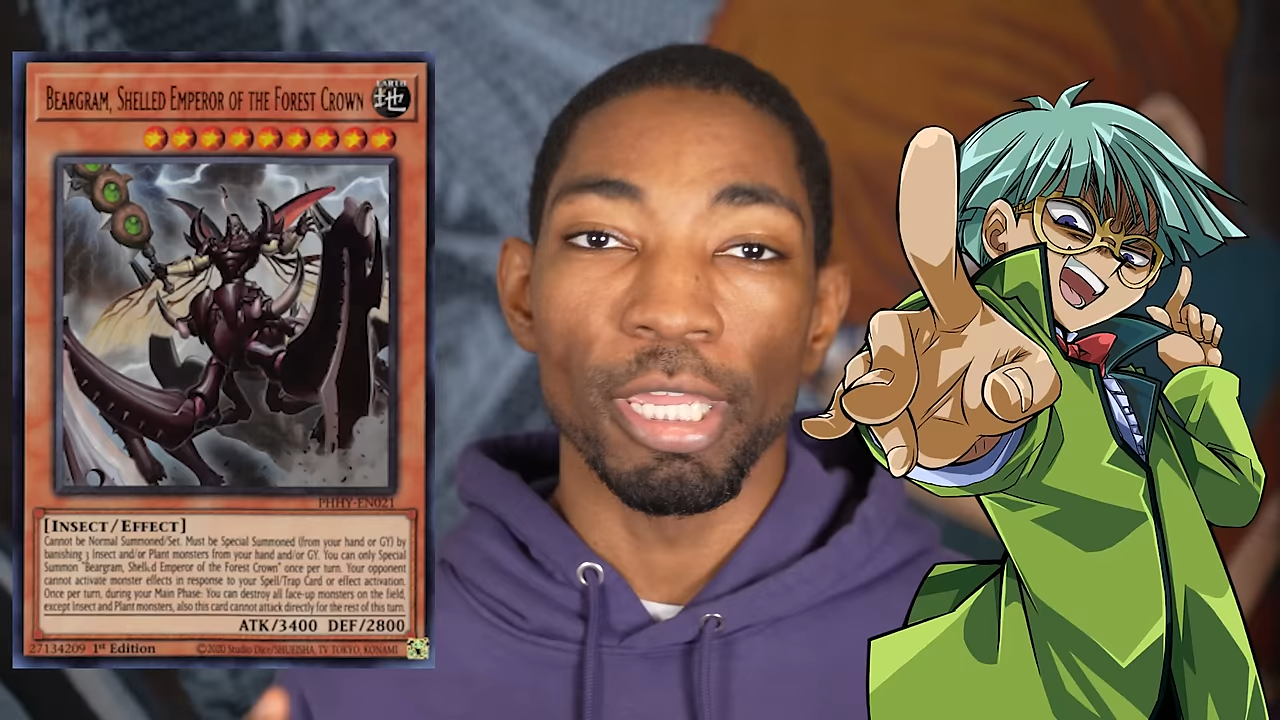 BEARGRAM, SHELLED EMPEROR OF THE FOREST CROWN
EARTH
地
PHHY-EN021
[INSECT/EFFECT]
Cannot be Normal Summoned/Set. Must be Special Summoned (from your hand or GY) by
banishing 3 Insect and/or Plant monsters from your hand and/or GY. You can only Special
Summon "Beargram, Shelled Emperor of the Forest Crown" once per turn. Your opponent
cannot activate monster effects in response to your Spell/Trap Card or effect activation.
Once per turn, during your Main Phase: You can destroy all face-up monsters on the field,
except Insect and Plant monsters, also this card cannot attack directly for the rest of this turn.
ATK/3400 DEF/2800
27134209 1st Edition ©2020 Studio Dice/SHUEISHA, TV TOKYO, KONAMI